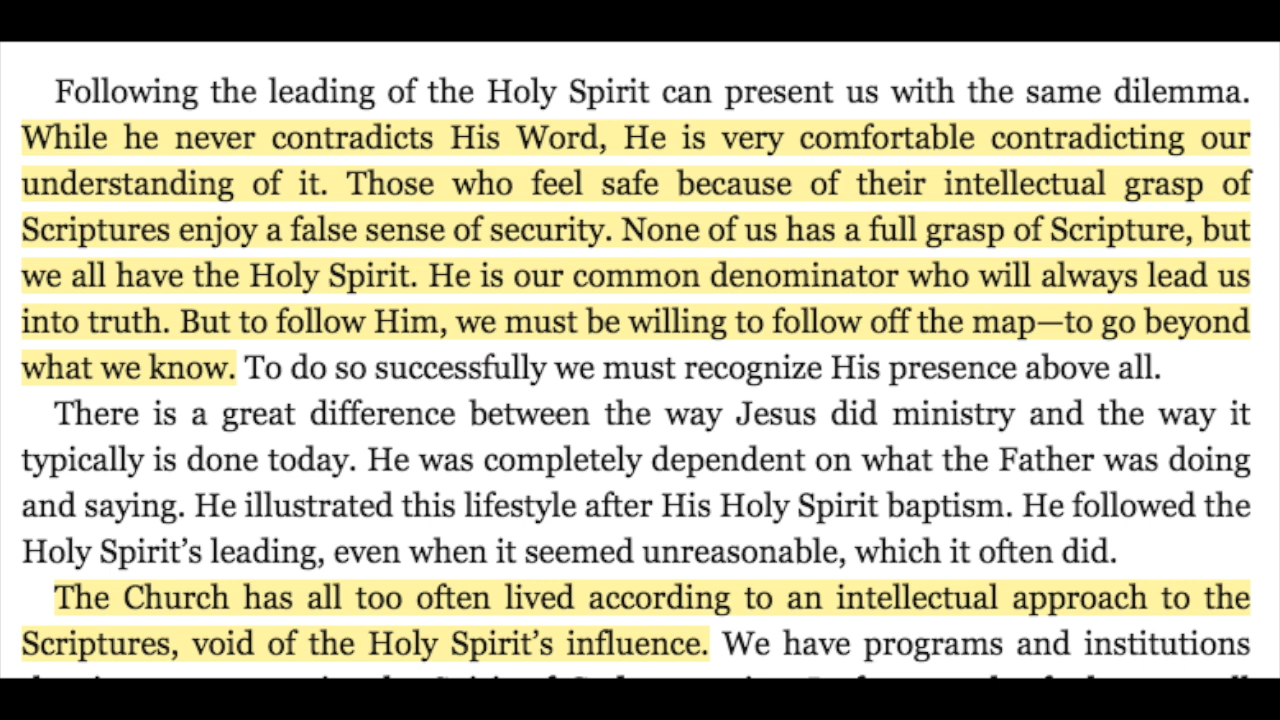 Following the leading of the Holy Spirit can present us with the same dilemma.
While he never contradicts His Word, He is very comfortable contradicting our
understanding of it. Those who feel safe because of their intellectual grasp of
Scriptures enjoy a false sense of security. None of us has a full grasp of Scripture, but
we all have the Holy Spirit. He is our common denominator who will always lead us
into truth. But to follow Him, we must be willing to follow off the map—to go beyond
what we know. To do so successfully we must recognize His presence above all.
There is a great difference between the way Jesus did ministry and the way it
typically is done today. He was completely dependent on what the Father was doing
and saying. He illustrated this lifestyle after His Holy Spirit baptism. He followed the
Holy Spirit’s leading, even when it seemed unreasonable, which it often did.
The Church has all too often lived according to an intellectual approach to the
Scriptures, void of the Holy Spirit’s influence. We have programs and institutions